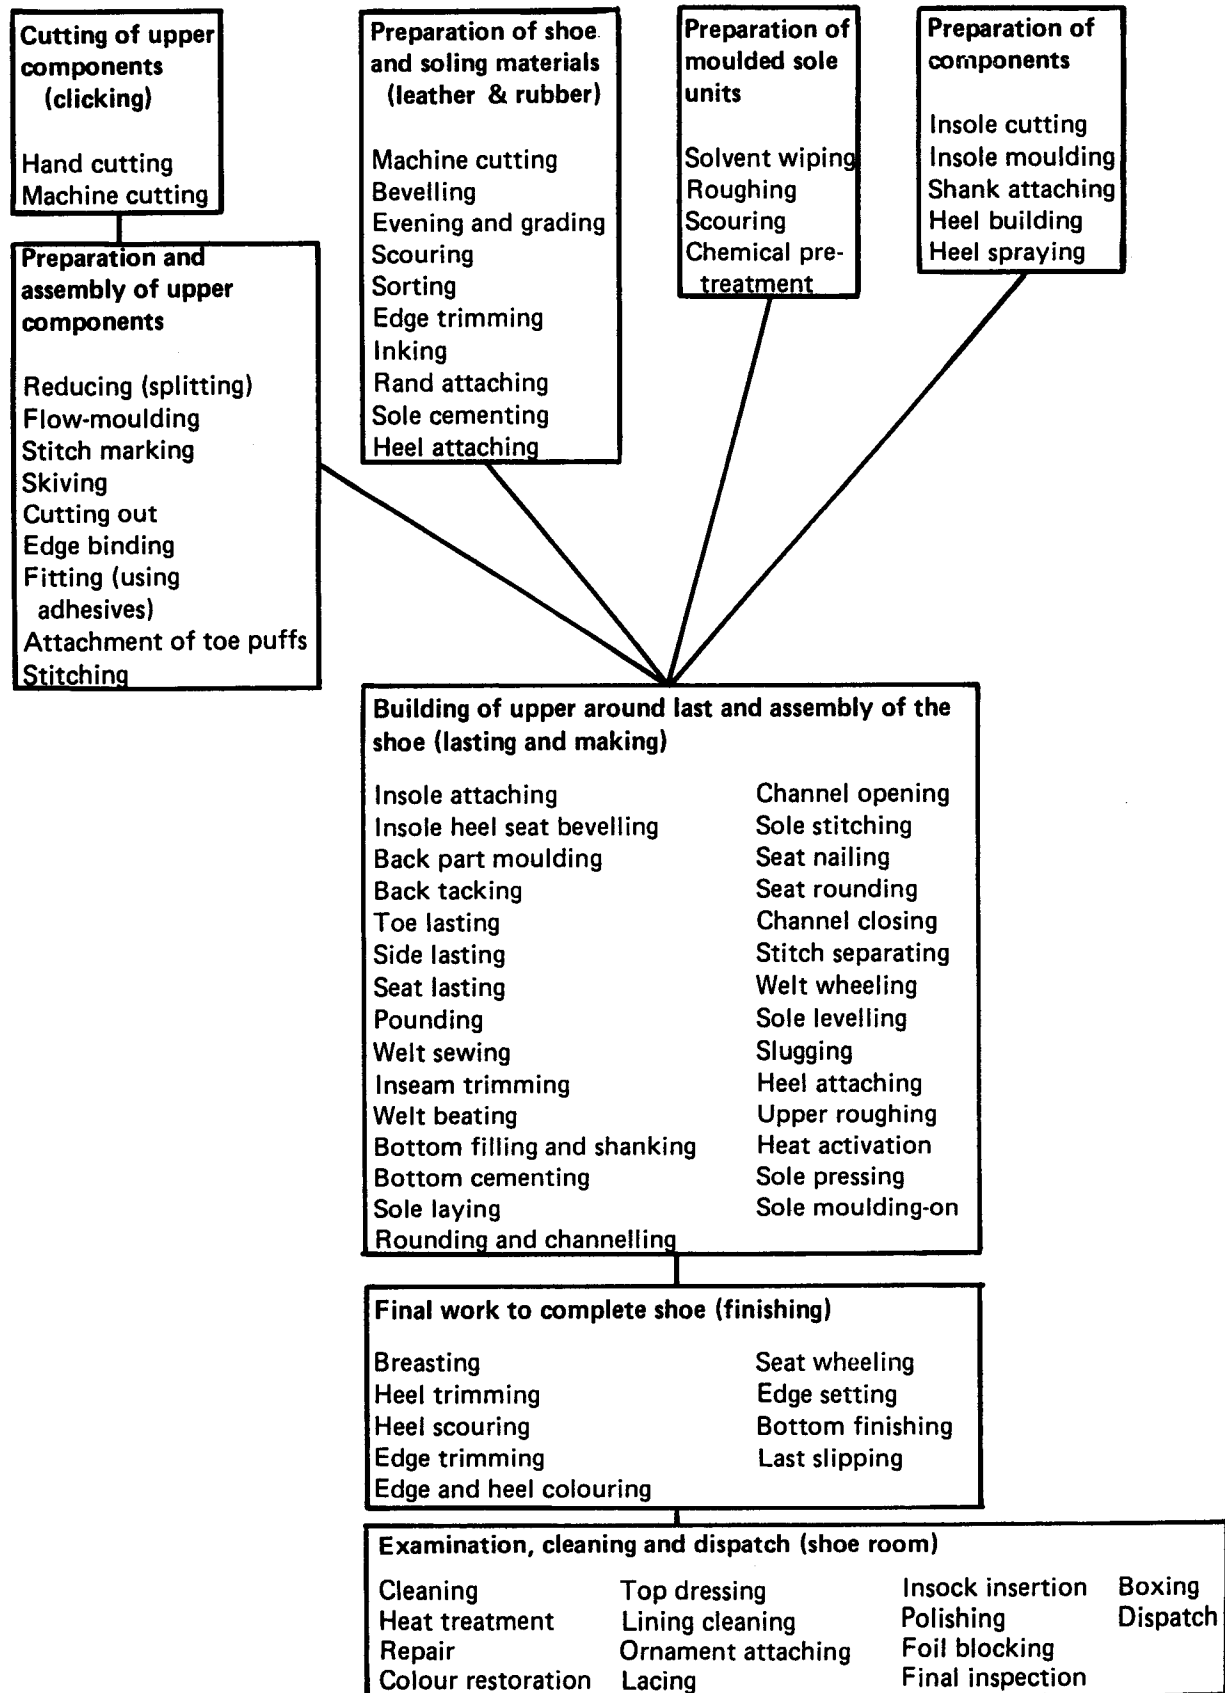 Cutting of upper
components
(clicking)
Hand cutting
Machine cutting
Preparation and
assembly of upper
components
Reducing (splitting)
Flow-moulding
Stitch marking
Skiving
Cutting out
Edge binding
Fitting (using
adhesives)
Attachment of toe puffs
Stitching
Preparation of shoe
and soling materials
(leather & rubber)
Machine cutting
Bevelling
Evening and grading
Scouring
Sorting
Edge trimming
Inking
Rand attaching
Sole cementing
Heel attaching
Preparation of
moulded sole
units
Solvent wiping
Roughing
Scouring
Chemical pre-
treatment
Preparation of
components
Insole cutting
Insole moulding
Shank attaching
Heel building
Heel spraying
Building of upper around last and assembly of the
shoe (lasting and making)
Insole attaching
Insole heel seat bevelling
Back part moulding
Back tacking
Toe lasting
Side lasting
Seat lasting
Pounding
Welt sewing
Inseam trimming
Welt beating
Bottom filling and shanking
Bottom cementing
Sole laying
Rounding and channelling
Channel opening
Sole stitching
Seat nailing
Seat rounding
Channel closing
Stitch separating
Welt wheeling
Sole levelling
Slugging
Heel attaching
Upper roughing
Heat activation
Sole pressing
Sole moulding-on
Final work to complete shoe (finishing)
Breasting
Heel trimming
Heel scouring
Edge trimming
Edge and heel colouring
Seat wheeling
Edge setting
Bottom finishing
Last slipping
Examination, cleaning and dispatch (shoe room)
Cleaning
Heat treatment
Repair
Colour restoration
Top dressing
Lining cleaning
Ornament attaching
Lacing
Insock insertion
Polishing
Foil blocking
Final inspection
Boxing
Dispatch